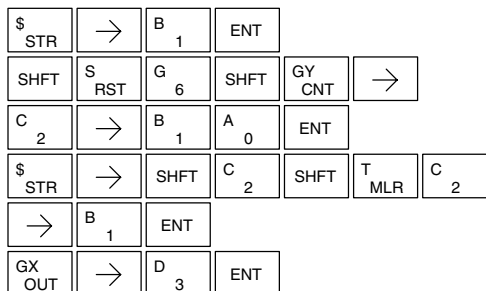 $ STR → B 1 ENT
SHFT S RST G 6 SHFT GY CNT →
C 2 → B 1 A 0 ENT
$ STR → SHFT C 2 SHFT T MLR C 2
→ B 1 ENT
GX OUT → D 3 ENT